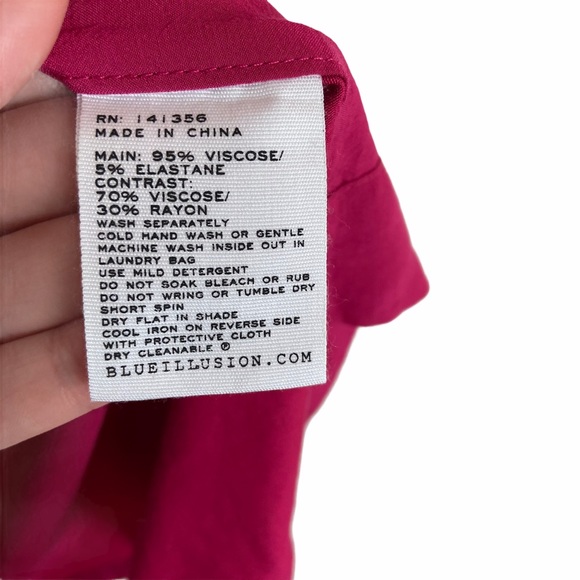 RN: 141356
MADE IN CHINA
MAIN: 95% VISCOSE/
5% ELASTANE
CONTRAST:
70% VISCOSE/
30% RAYON
WASH SEPARATELY
COLD HAND WASH OR GENTLE
MACHINE WASH INSIDE OUT IN
LAUNDRY BAG
USE MILD DETERGENT
DO NOT SOAK BLEACH OR RUB
DO NOT WRING OR TUMBLE DRY
SHORT SPIN
DRY FLAT IN SHADE
COOL IRON ON REVERSE SIDE
WITH PROTECTIVE CLOTH
DRY CLEANABLE Ⓟ
BLUEILLUSION.COM